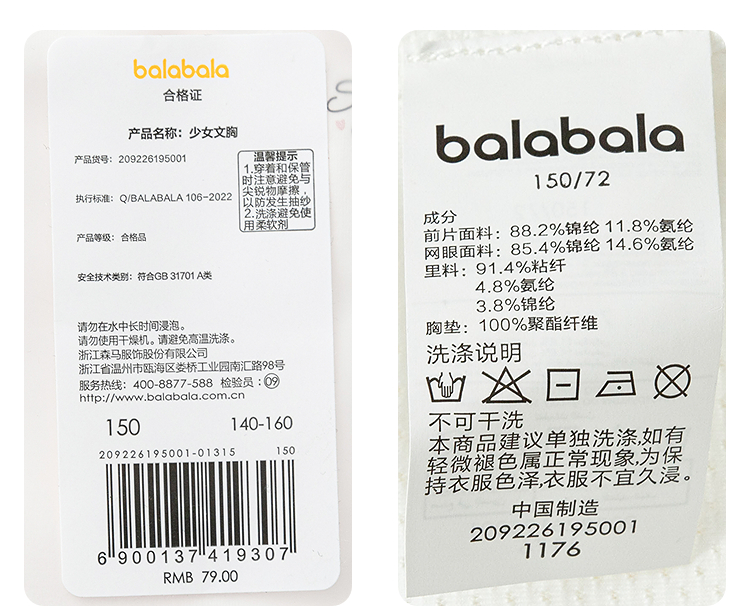 balabala
合格证
产品名称: 少女文胸
产品货号: 209226195001
执行标准: Q/BALABALA 106-2022
产品等级: 合格品
安全技术类别: 符合GB 31701 A类
温馨提示
1.穿着和保管
时注意避免与
尖锐物摩擦，
以防发生抽纱
2.洗涤避免使
用柔软剂
请勿在水中长时间浸泡。
请勿使用干燥机。请避免高温洗涤。
浙江森马服饰股份有限公司
浙江省温州市瓯海区娄桥工业园南汇路98号
服务热线: 400-8877-588 检验员: 09
http://www.balabala.com.cn
150 140-160
209226195001-01315 150
6 900137 419307
RMB 79.00
balabala
150/72
成分
前片面料: 88.2%锦纶 11.8%氨纶
网眼面料: 85.4%锦纶 14.6%氨纶
里料: 91.4%粘纤
4.8%氨纶
3.8%锦纶
胸垫: 100%聚酯纤维
洗涤说明
不可干洗
本商品建议单独洗涤,如有
轻微褪色属正常现象,为保
持衣服色泽,衣服不宜久浸。
中国制造
209226195001
1176